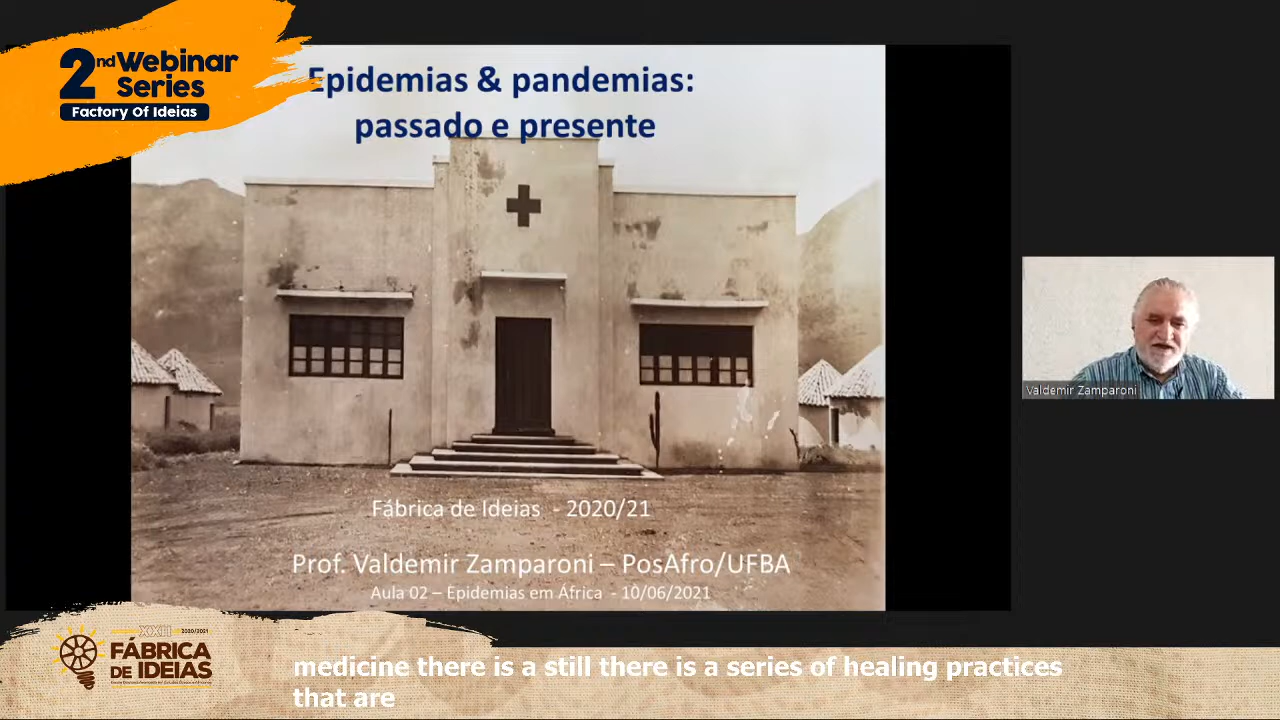 2nd Webinar
Series
Factory Of Ideias
Epidemias & pandemias:
passado e presente
Fábrica de Ideias - 2020/21
Prof. Valdemir Zamparoni – PosAfro/UFBA
Aula 02 – Epidemias em África - 10/06/2021
Valdemir Zamparoni
XXII 2020/2021
FÁBRICA
DE IDEIAS
medicine there is a still there is a series of healing practices
that are